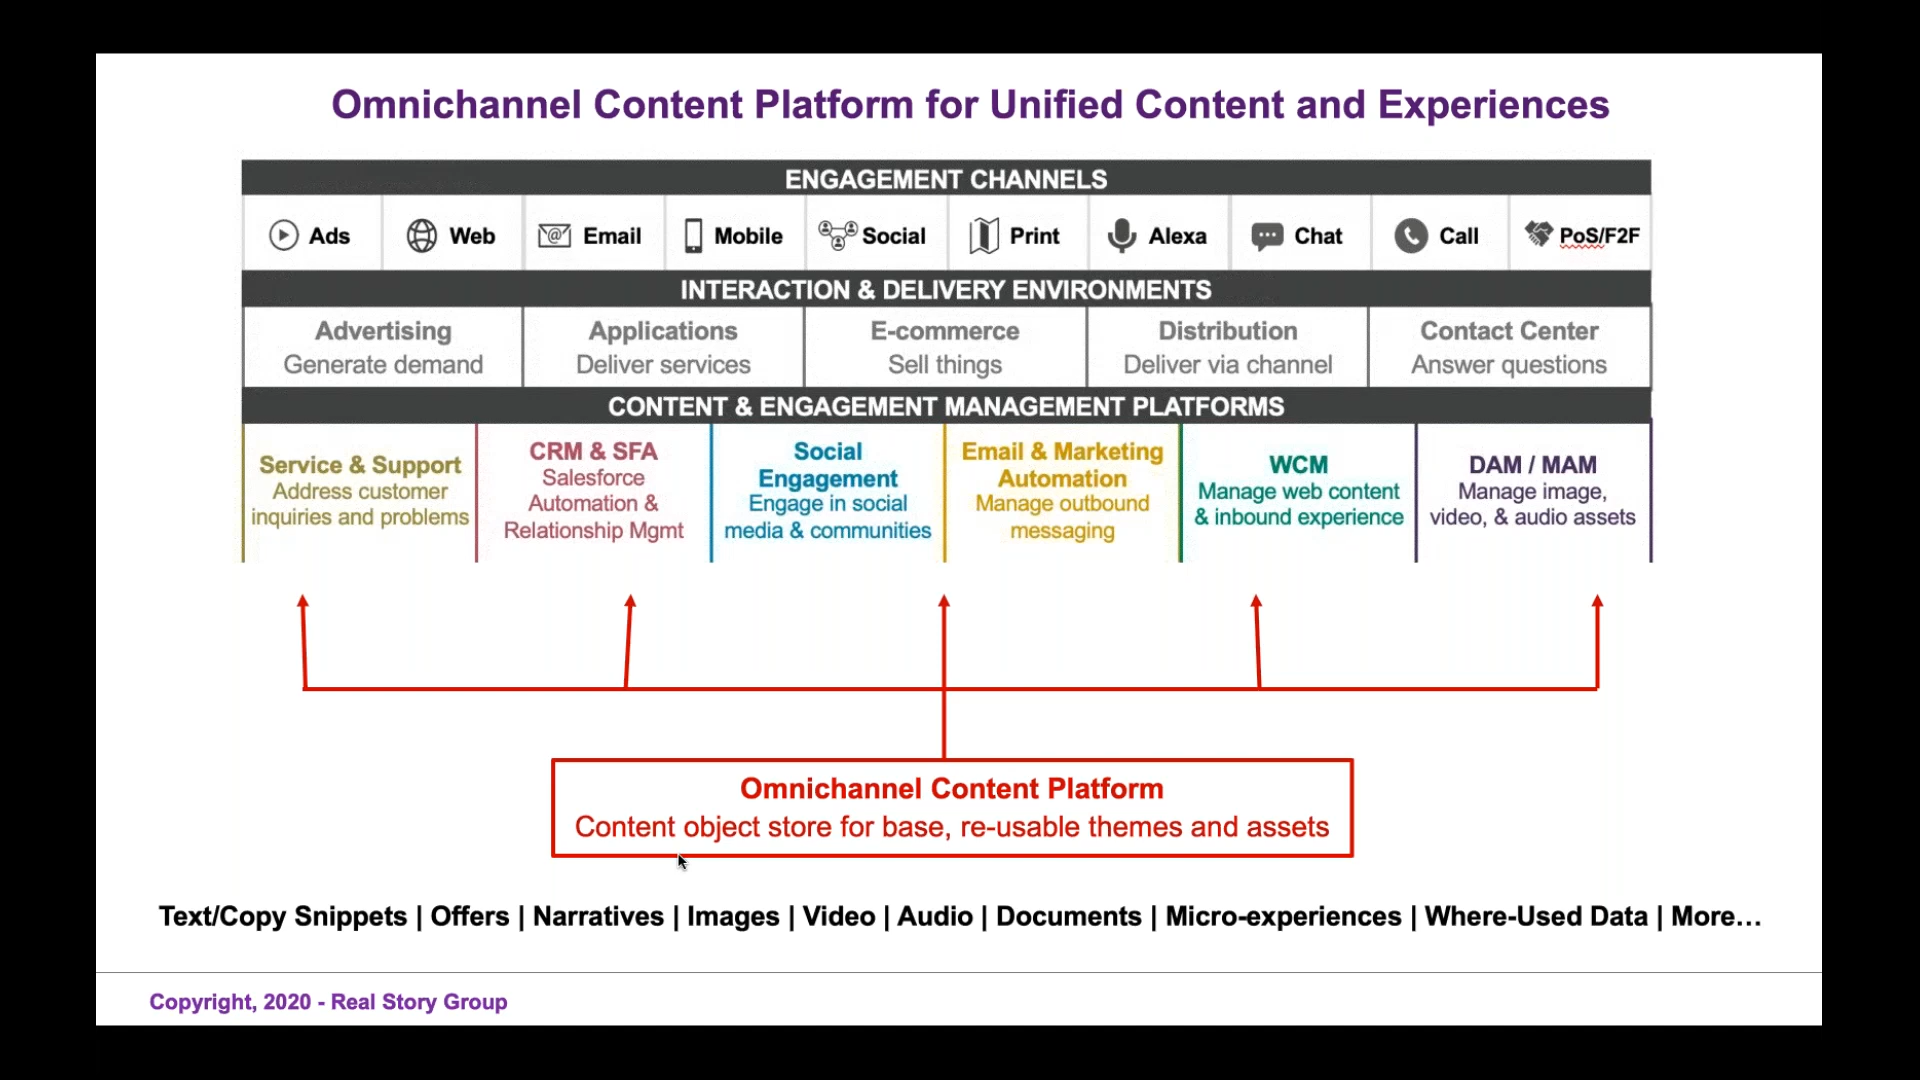 Omnichannel Content Platform for Unified Content and Experiences
ENGAGEMENT CHANNELS
Ads Web Email Mobile Social Print Alexa Chat Call PoS/F2F
INTERACTION & DELIVERY ENVIRONMENTS
Advertising
Generate demand
Applications
Deliver services
E-commerce
Sell things
Distribution
Deliver via channel
Contact Center
Answer questions
CONTENT & ENGAGEMENT MANAGEMENT PLATFORMS
Service & Support
Address customer
inquiries and problems
CRM & SFA
Salesforce
Automation &
Relationship Mgmt
Social
Engagement
Engage in social
media & communities
Email & Marketing
Automation
Manage outbound
messaging
WCM
Manage web content
& inbound experience
DAM / MAM
Manage image,
video, & audio assets
Omnichannel Content Platform
Content object store for base, re-usable themes and assets
Text/Copy Snippets | Offers | Narratives | Images | Video | Audio | Documents | Micro-experiences | Where-Used Data | More...
Copyright, 2020 - Real Story Group